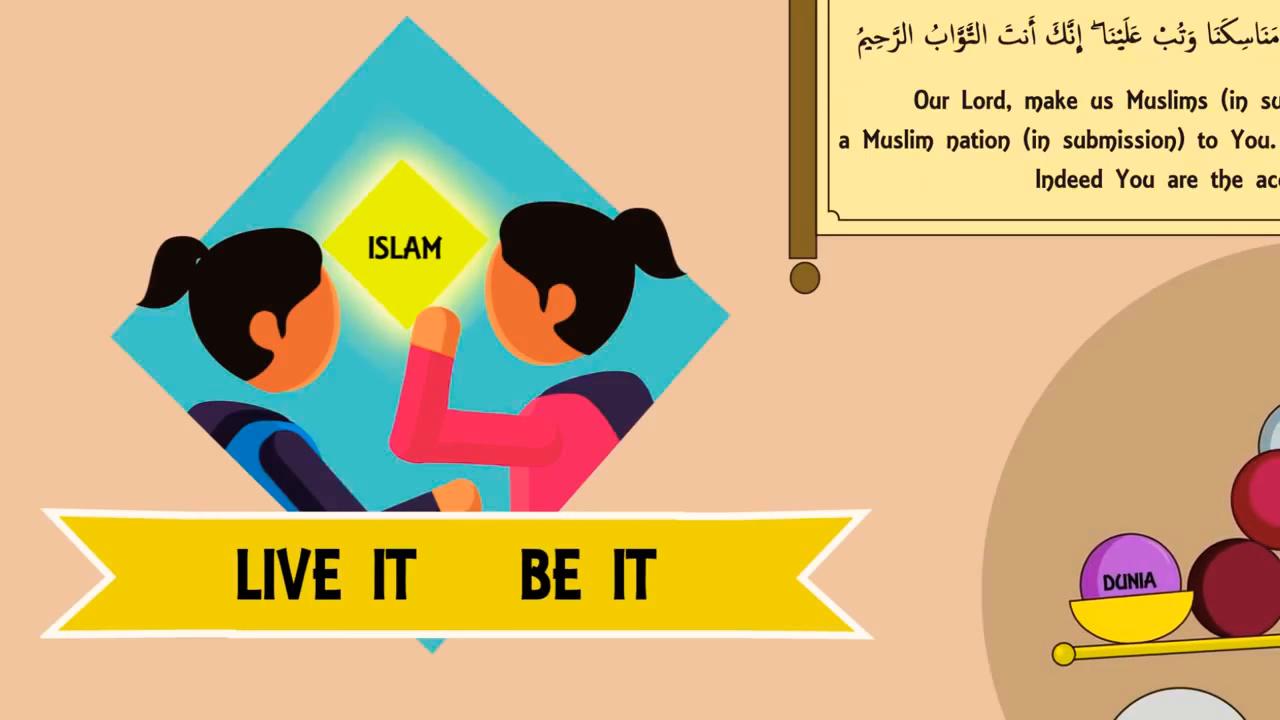 مَنَاسِكَنَا وَتُبْ عَلَيْنَا ۖ إِنَّكَ أَنتَ التَّوَّابُ الرَّحِيمُ
Our Lord, make us Muslims (in
a Muslim nation (in submission) to You.
Indeed You are the
ISLAM
LIVE IT BE IT
DUNIA